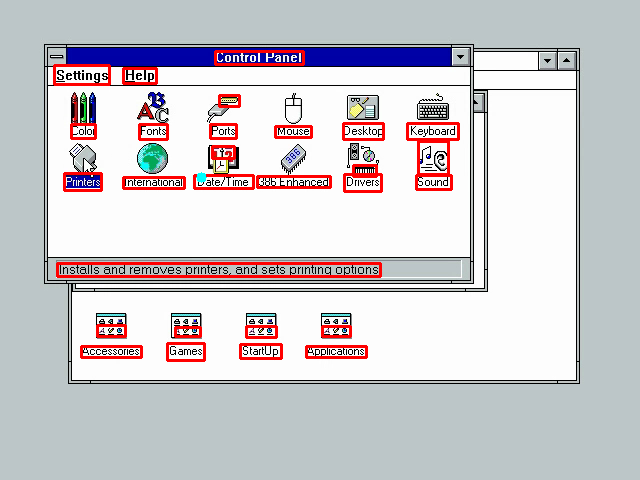 Control Panel
Settings Help
Color Fonts Ports Mouse Desktop Keyboard
Printers International Date/Time 386 Enhanced Drivers Sound
Installs and removes printers, and sets printing options
Accessories Games StartUp Applications